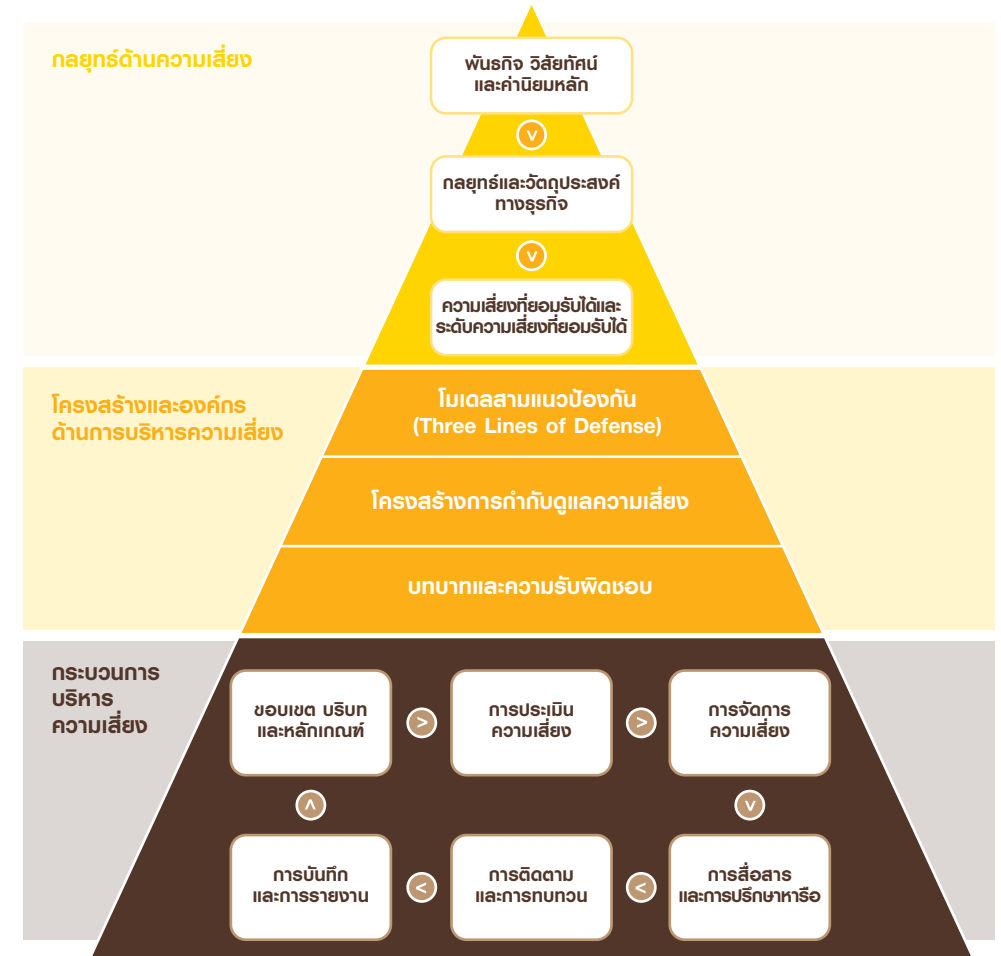 กลยุทธ์ด้านความเสี่ยง
พันธกิจ วิสัยทัศน์
และค่านิยมหลัก
กลยุทธ์และวัตถุประสงค์
ทางธุรกิจ
ความเสี่ยงที่ยอมรับได้และ
ระดับความเสี่ยงที่ยอมรับได้
โครงสร้างและองค์กร
ด้านการบริหารความเสี่ยง
โมเดลสามแนวป้องกัน
(Three Lines of Defense)
โครงสร้างการกำกับดูแลความเสี่ยง
บทบาทและความรับผิดชอบ
กระบวนการ
บริหาร
ความเสี่ยง
ขอบเขต บริบท
และหลักเกณฑ์
การประเมิน
ความเสี่ยง
การจัดการ
ความเสี่ยง
การบันทึก
และการรายงาน
การติดตาม
และการทบทวน
การสื่อสาร
และการปรึกษาหารือ